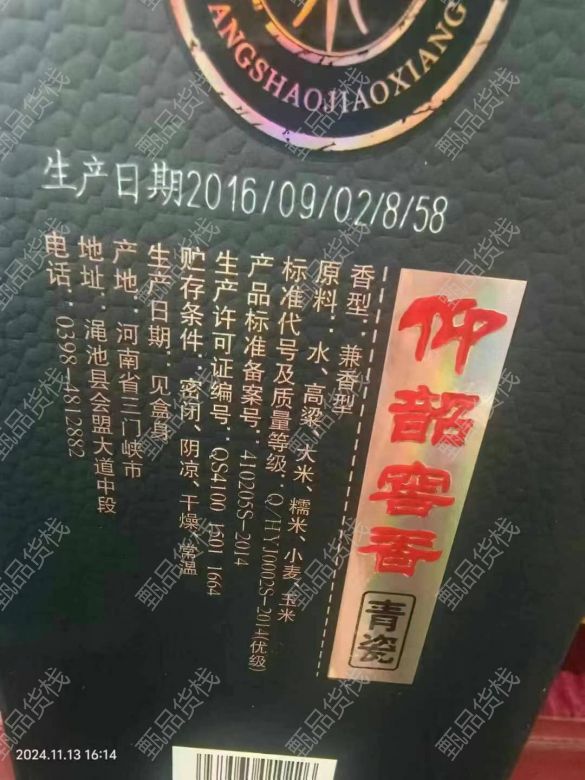 ANGSHAOJIAOXIANG
生产日期2016/09/02/8/58
仰韶窖香
青瓷
香型：兼香型
原料：水、高粱、大米、糯米、小麦、玉米
标准代号及质量等级：Q/HYJ0002S-2014(优级)
产品标准备案号：410205S-2014
生产许可证编号：QS4100 1501 1664
贮存条件：密闭、阴凉、干燥、常温
生产日期：见盒身
产地：河南省三门峡市
地址：渑池县会盟大道中段
电话：0398-4812882
2024.11.13 16:14
甄品货栈